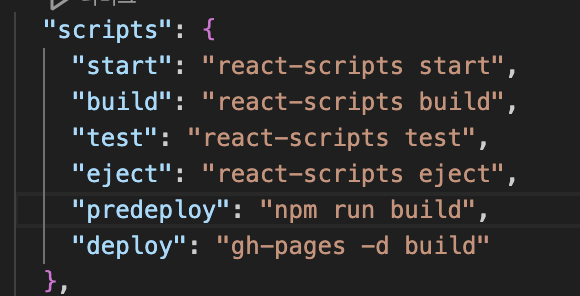 "scripts": {
"start": "react-scripts start",
"build": "react-scripts build",
"test": "react-scripts test",
"eject": "react-scripts eject",
"predeploy": "npm run build",
"deploy": "gh-pages -d build"
},